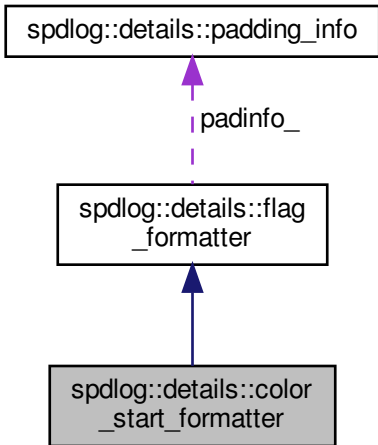 spdlog::details::padding_info
padinfo_
spdlog::details::flag
_formatter
spdlog::details::color
_start_formatter